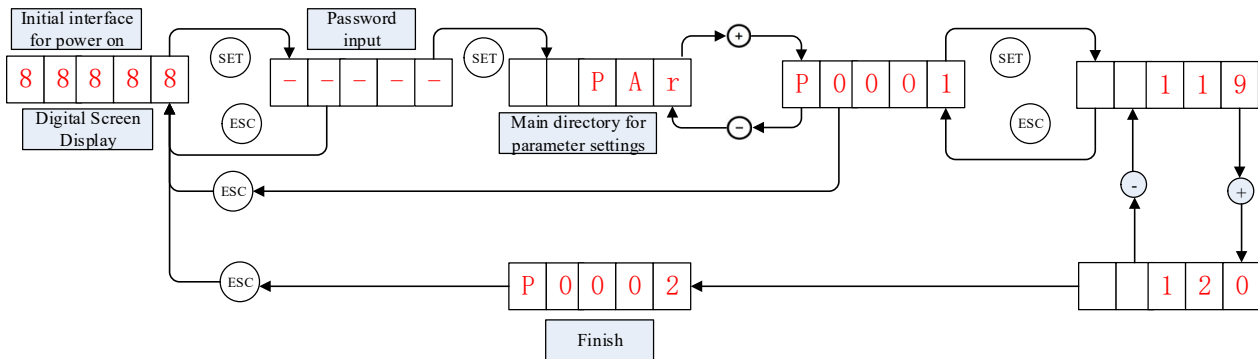 Initial interface
for power on
8 8 8 8 8
Digital Screen
Display
SET
ESC
Password
input
- - - - -
SET
P A r
Main directory for
parameter settings
+
-
P 0 0 0 1
SET
ESC
1 1 9
-
+
ESC
ESC
P 0 0 0 2
Finish
1 2 0